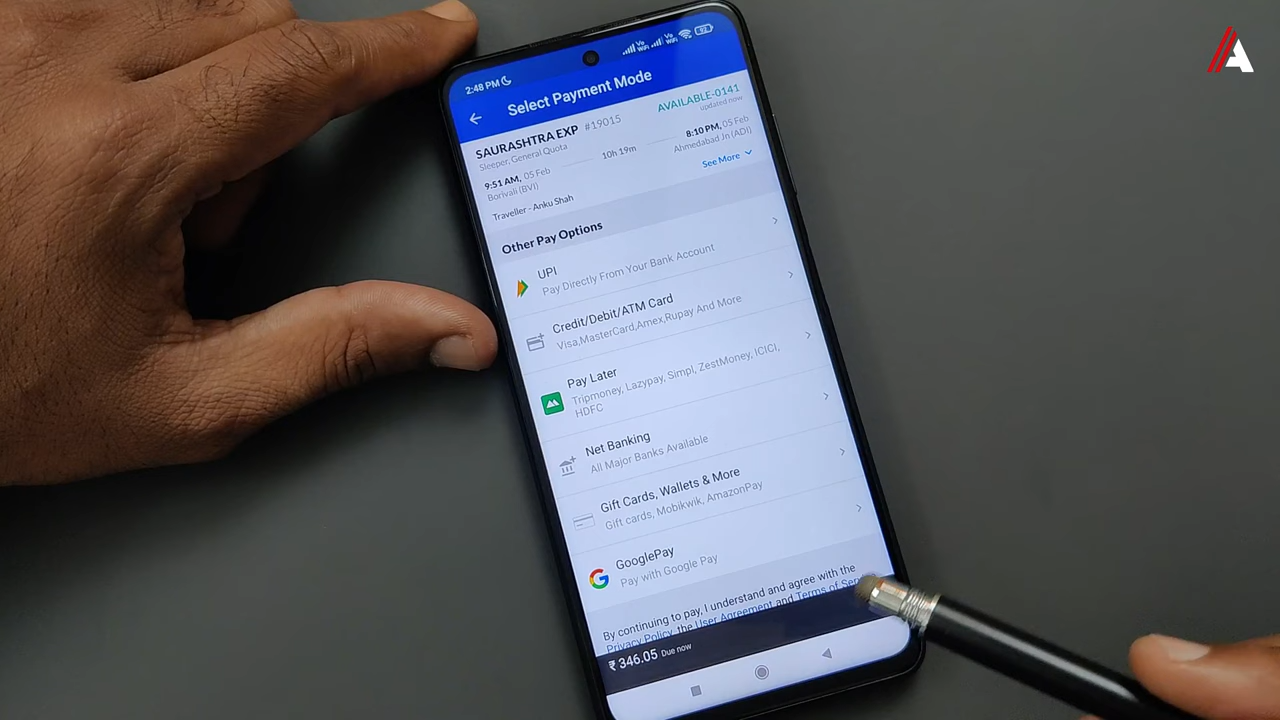 A
2:48 PM
Select Payment Mode
SAURASHTRA EXP #19015
AVAILABLE-0141
Sleeper, General Quota
updated now
9:51 AM, 05 Feb
10h 19m
8:10 PM, 05 Feb
Borivali (BVI)
Ahmedabad Jn (ADI)
See More
Traveller - Anku Shah
Other Pay Options
UPI
Pay Directly From Your Bank Account
Credit/Debit/ATM Card
Visa,MasterCard,Amex,Rupay And More
Pay Later
Tripmoney, Lazypay, Simpl, ZestMoney, ICICI,
HDFC
Net Banking
All Major Banks Available
Gift Cards, Wallets & More
Gift cards, Mobikwik, AmazonPay
GooglePay
Pay with Google Pay
By continuing to pay, I understand and agree with the
Privacy Policy, the User Agreement and Terms of
₹ 346.05 Due now